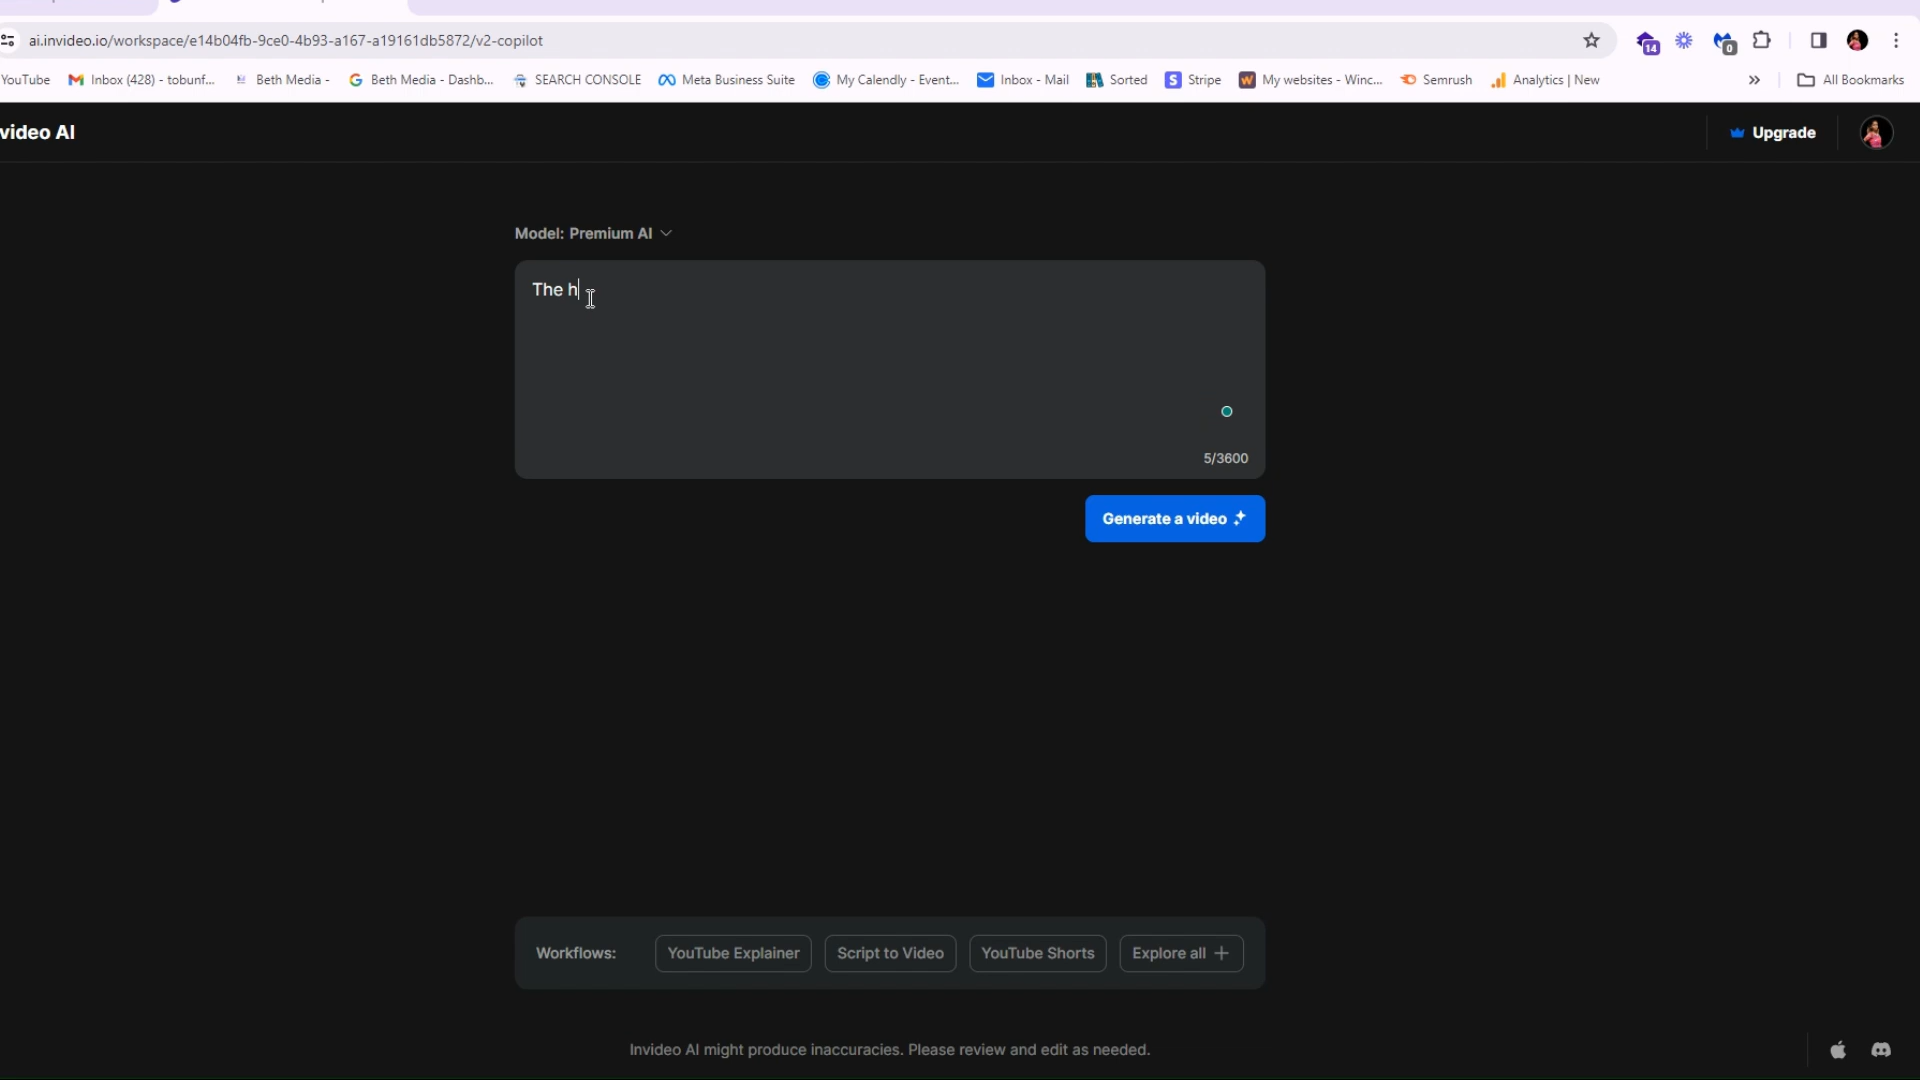 ai.invideo.io/workspace/e14b04fb-9ce0-4b93-a167-a19161db5872/v2-copilot
14
0
YouTube
Inbox (428) - tobunf...
Beth Media -
Beth Media - Dashb...
SEARCH CONSOLE
Meta Business Suite
My Calendly - Event...
Inbox - Mail
Sorted
Stripe
My websites - Winc...
Semrush
Analytics | New
All Bookmarks
video AI
Upgrade
Model: Premium AI
The h
5/3600
Generate a video
Workflows:
YouTube Explainer
Script to Video
YouTube Shorts
Explore all +
Invideo AI might produce inaccuracies. Please review and edit as needed.